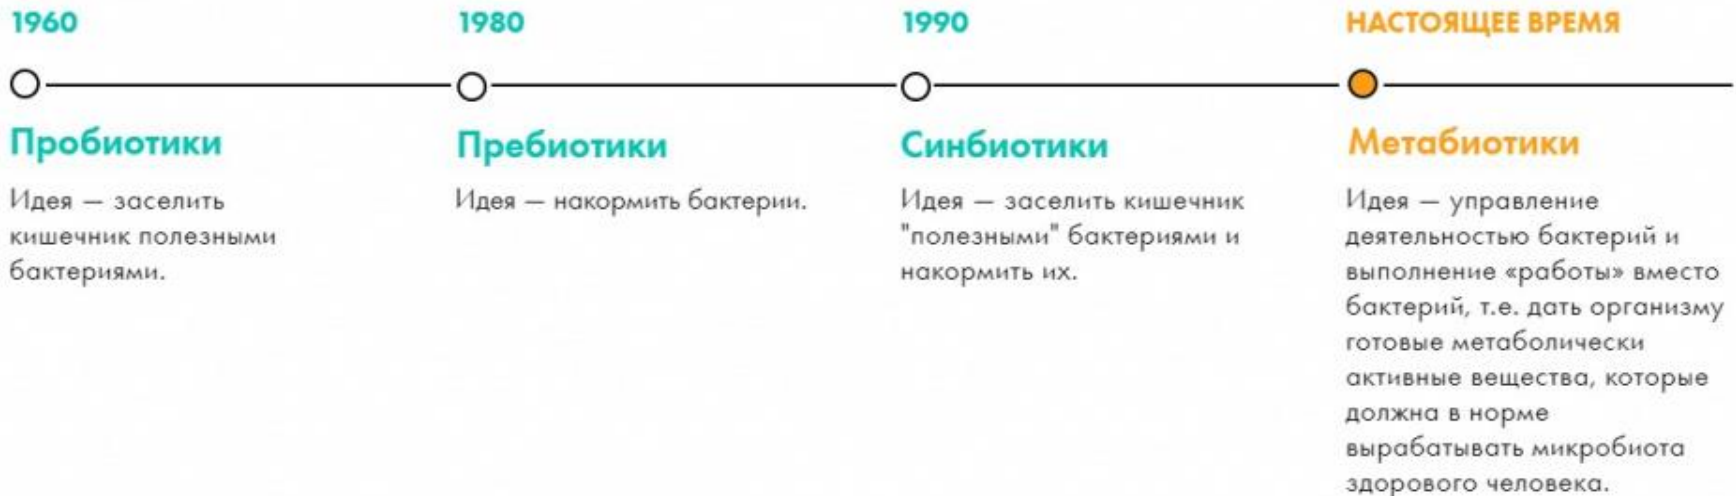 1960
Пробиотики
Идея — заселить
кишечник полезными
бактериями.
1980
Пребиотики
Идея — накормить бактерии.
1990
Синбиотики
Идея — заселить кишечник
"полезными" бактериями и
накормить их.
НАСТОЯЩЕЕ ВРЕМЯ
Метабиотики
Идея — управление
деятельностью бактерий и
выполнение «работы» вместо
бактерий, т.е. дать организму
готовые метаболически
активные вещества, которые
должна в норме
вырабатывать микробиота
здорового человека.